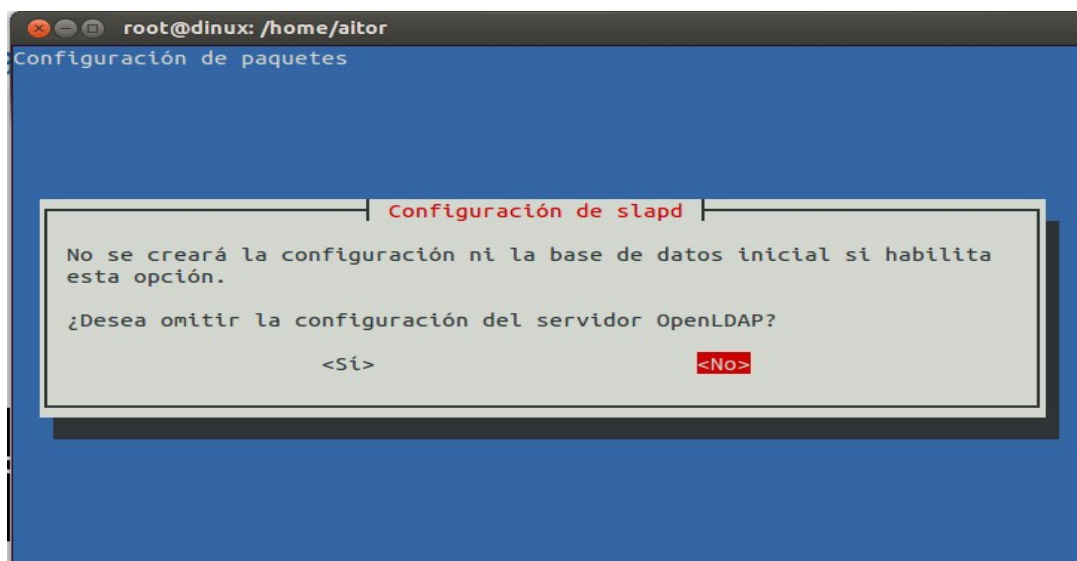 root@dinux: /home/aitor
Configuración de paquetes
Configuración de slapd
No se creará la configuración ni la base de datos inicial si habilita
esta opción.
¿Desea omitir la configuración del servidor OpenLDAP?
<Sí> <No>